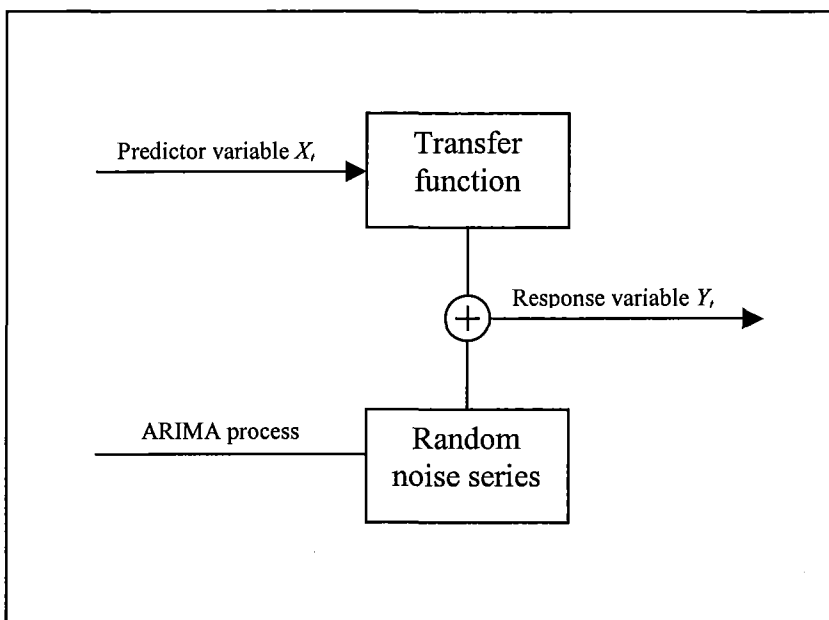 Predictor variable Xₜ
Transfer
function
+
Response variable Yₜ
ARIMA process
Random
noise series